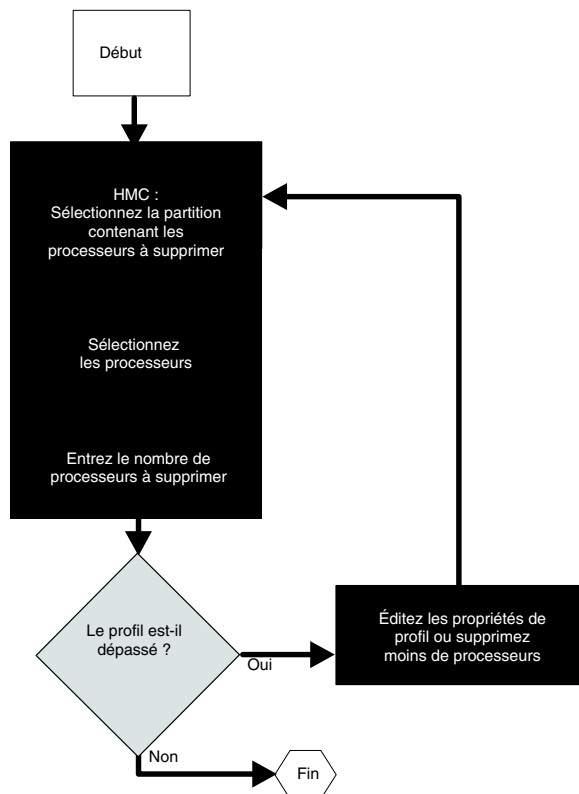 Début
HMC :
Sélectionnez la partition
contenant les
processeurs à supprimer
Sélectionnez
les processeurs
Entrez le nombre de
processeurs à supprimer
Le profil est-il
dépassé ?
Oui
Éditez les propriétés de
profil ou supprimez
moins de processeurs
Non
Fin